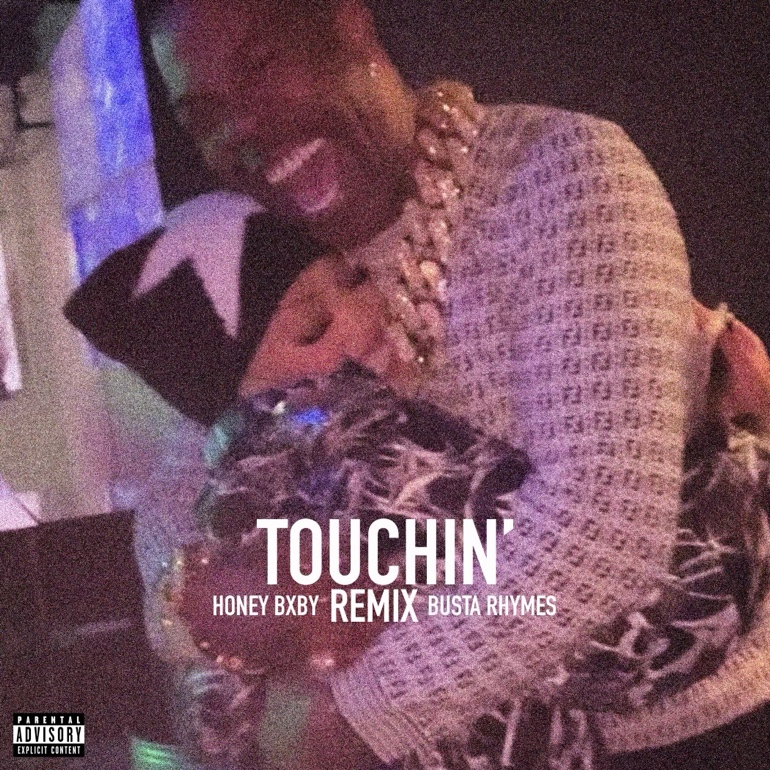 TOUCHIN'
HONEY BXBY REMIX BUSTA RHYMES
PARENTAL
ADVISORY
EXPLICIT CONTENT